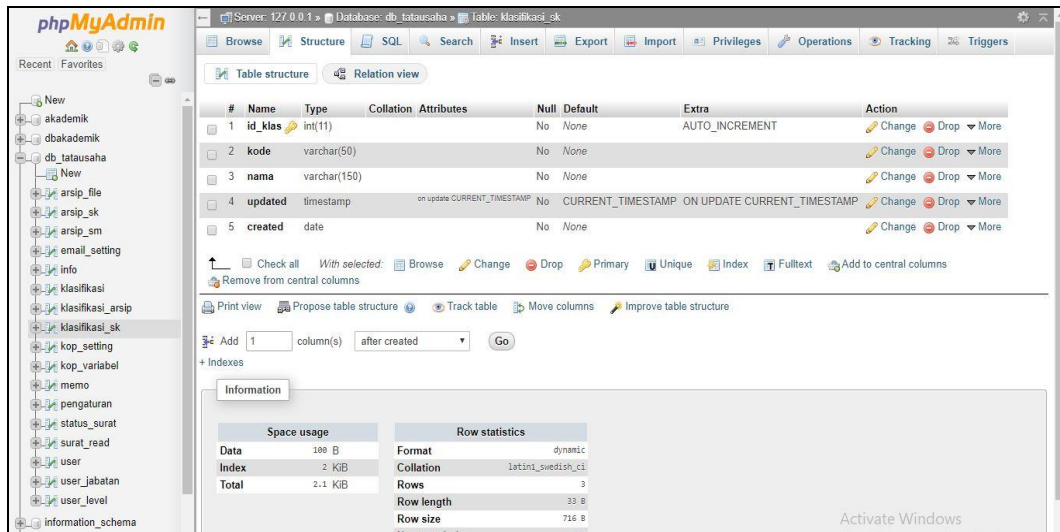 phpMyAdmin
Recent Favorites
New
akademik
dbakademik
db_tatausaha
New
arsip_file
arsip_sk
arsip_sm
email_setting
info
klasifikasi
klasifikasi_arsip
klasifikasi_sk
kop_setting
kop_variabel
memo
pengaturan
status_surat
surat_read
user
user_jabatan
user_level
information_schema
Server: 127.0.0.1 » Database: db_tatausaha » Table: klasifikasi_sk
Browse Structure SQL Search Insert Export Import Privileges Operations Tracking Triggers
Table structure Relation view
# Name Type Collation Attributes Null Default Extra Action
1 id_klas int(11) No None AUTO_INCREMENT Change Drop More
2 kode varchar(50) No None Change Drop More
3 nama varchar(150) No None Change Drop More
4 updated timestamp on update CURRENT_TIMESTAMP No CURRENT_TIMESTAMP ON UPDATE CURRENT_TIMESTAMP Change Drop More
5 created date No None Change Drop More
Check all With selected: Browse Change Drop Primary Unique Index Fulltext Add to central columns
Remove from central columns
Print view Propose table structure Track table Move columns Improve table structure
Add 1 column(s) after created Go
+ Indexes
Information
Space usage
Data 100 B
Index 2 KiB
Total 2.1 KiB
Row statistics
Format dynamic
Collation latin1_swedish_ci
Rows 3
Row length 33 B
Row size 716 B
Activate Windows